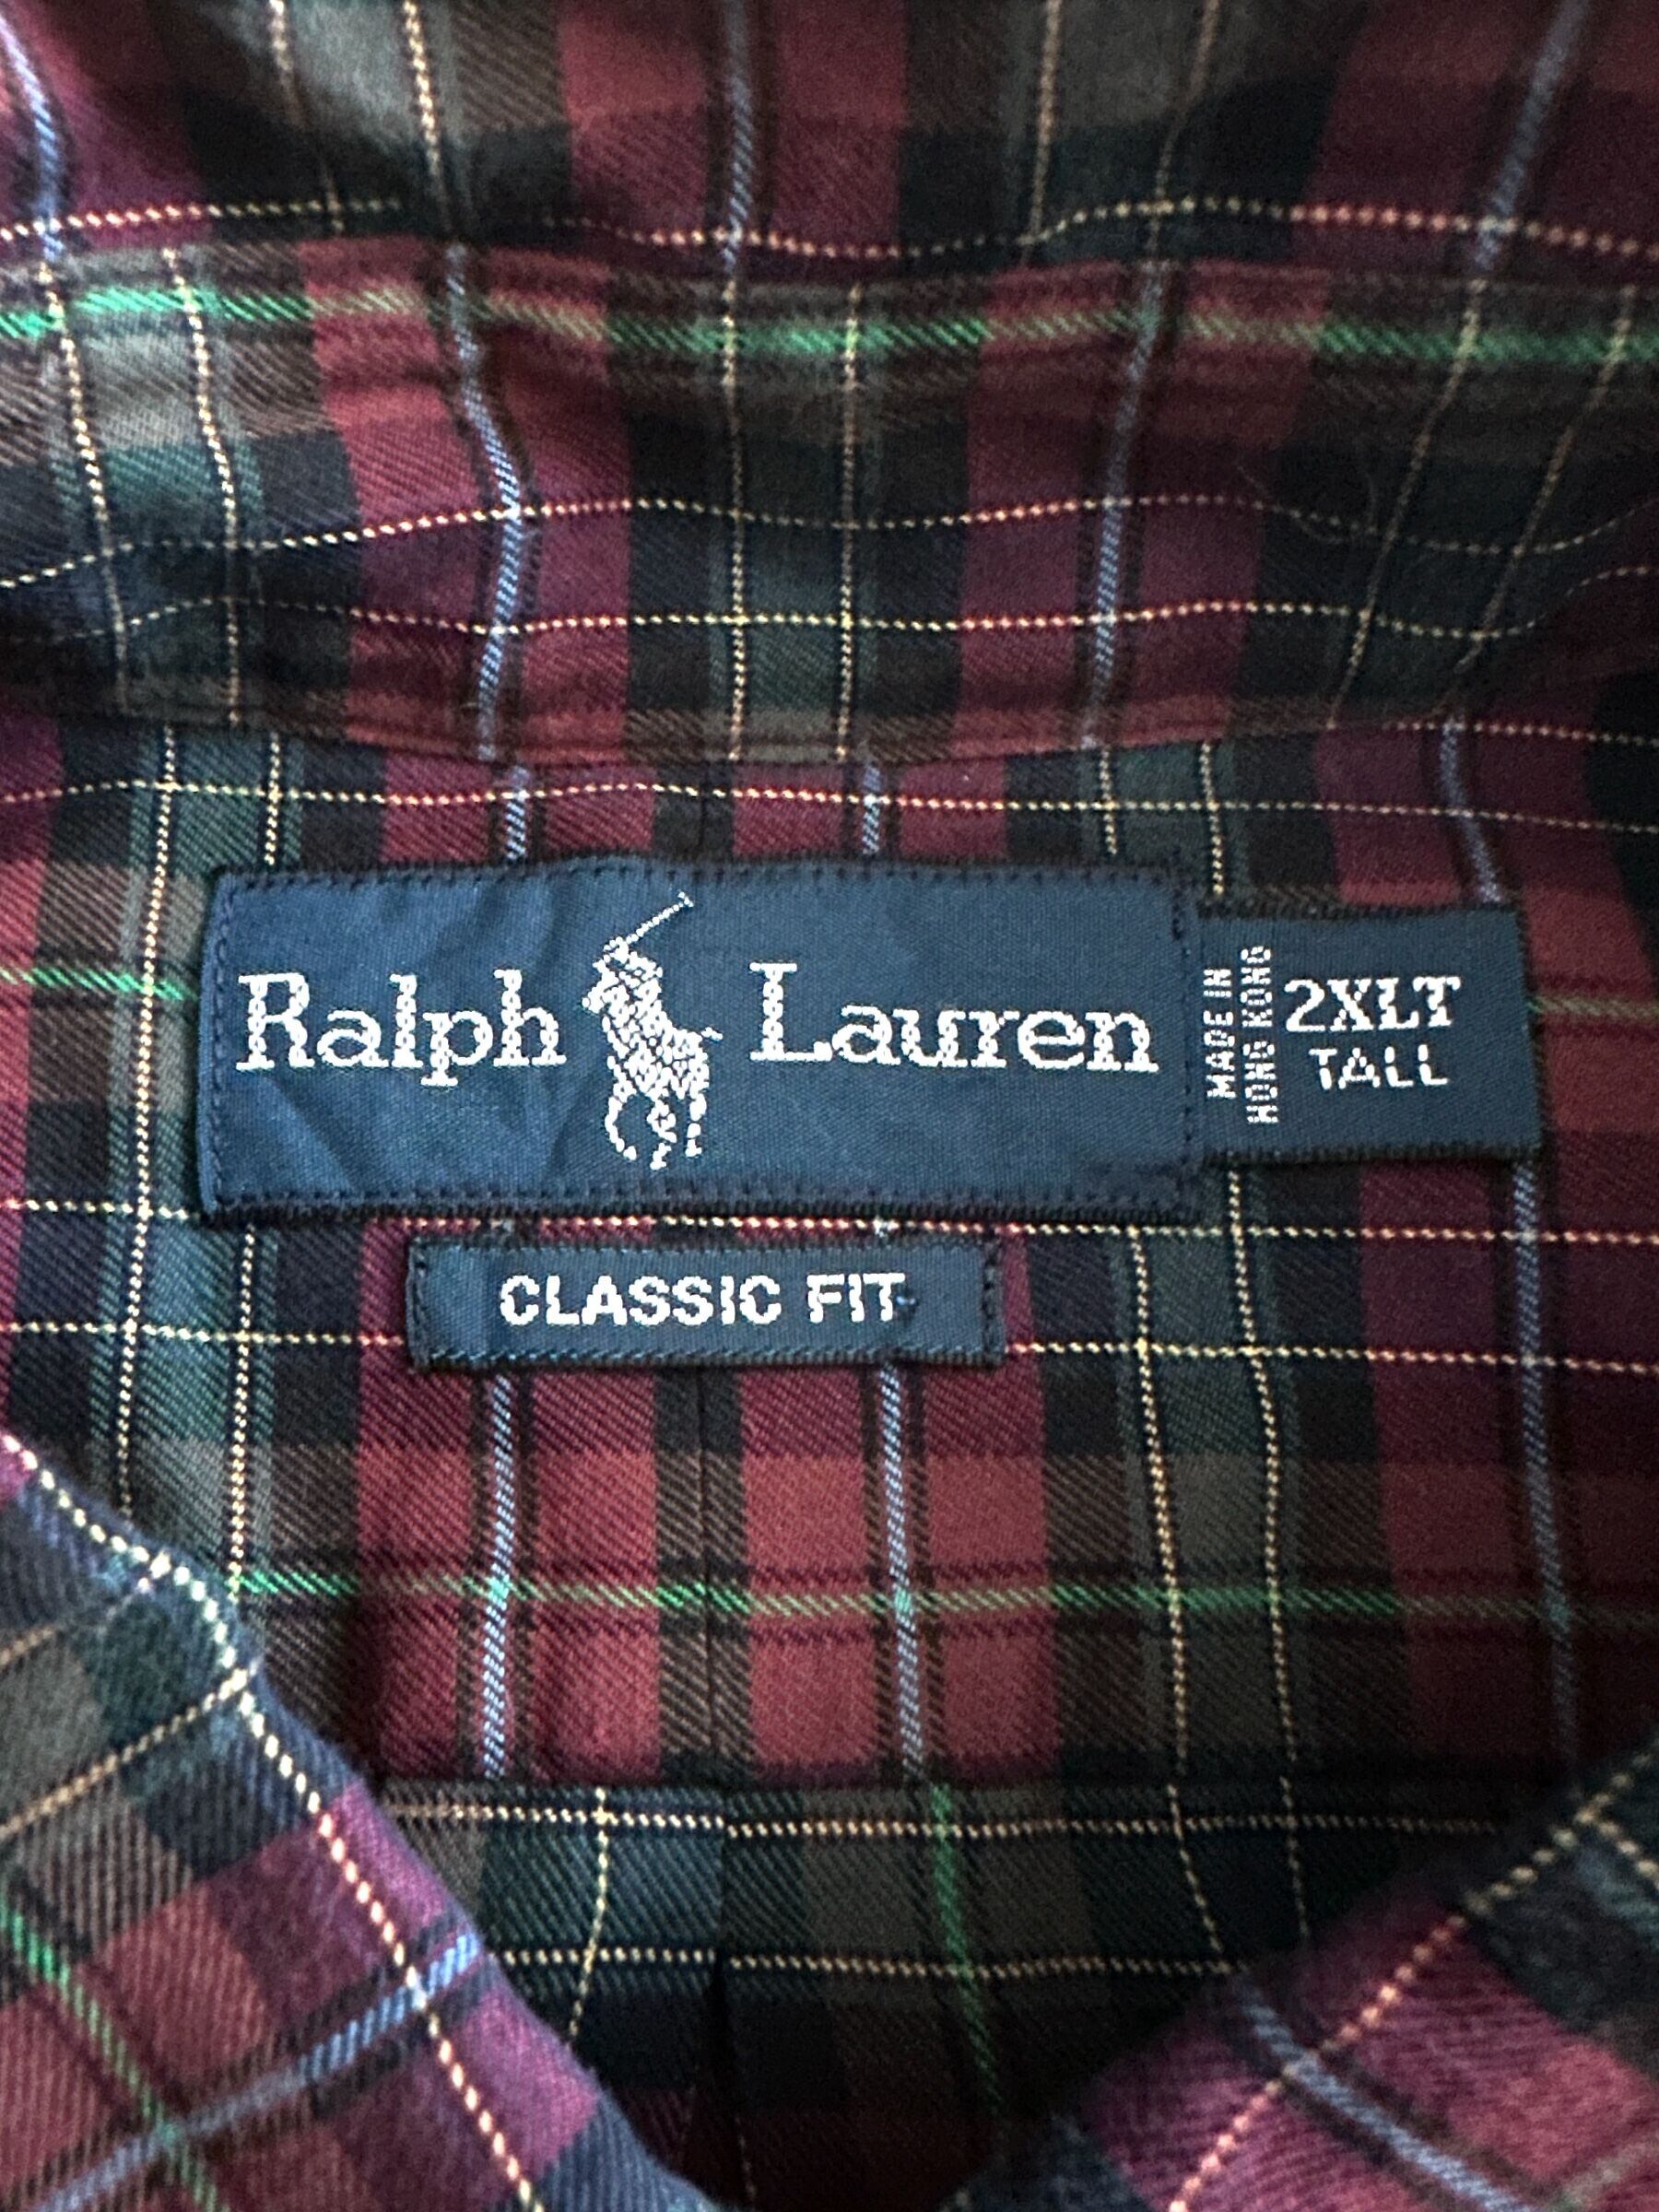 Ralph Lauren
MADE IN
HONG KONG
2XLT
TALL
CLASSIC FIT